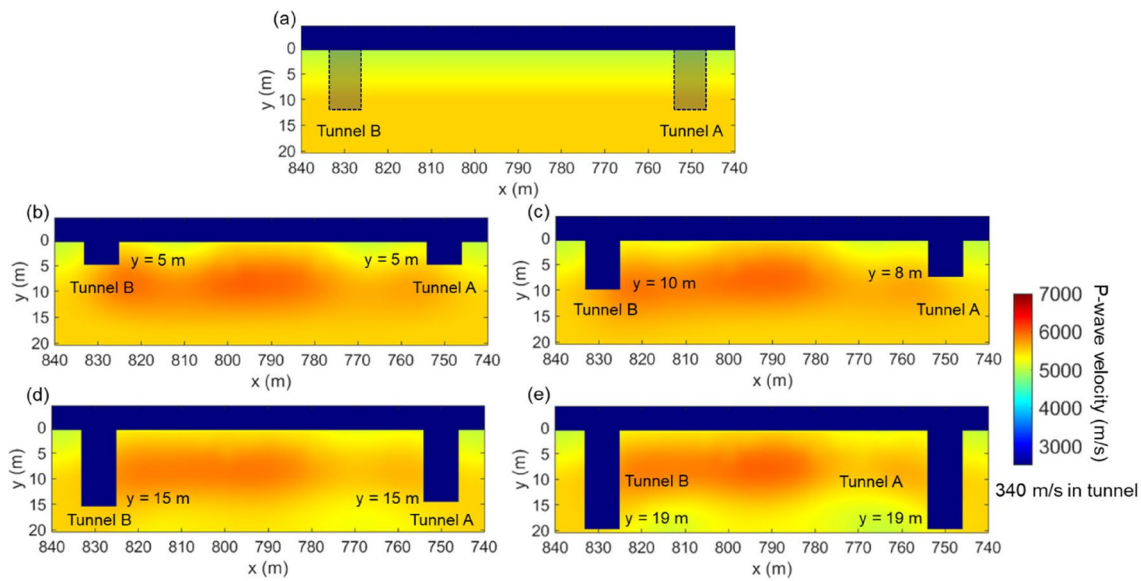 (a)
y (m)
0
5
10
15
20
Tunnel B
Tunnel A
840 830 820 810 800 790 780 770 760 750 740
x (m)
(b)
y (m)
0
5
10
15
20
y = 5 m
y = 5 m
Tunnel B
Tunnel A
840 830 820 810 800 790 780 770 760 750 740
x (m)
(c)
y (m)
0
5
10
15
20
y = 10 m
y = 8 m
Tunnel B
Tunnel A
840 830 820 810 800 790 780 770 760 750 740
x (m)
(d)
y (m)
0
5
10
15
20
y = 15 m
y = 15 m
Tunnel B
Tunnel A
840 830 820 810 800 790 780 770 760 750 740
x (m)
(e)
y (m)
0
5
10
15
20
Tunnel B
Tunnel A
y = 19 m
y = 19 m
840 830 820 810 800 790 780 770 760 750 740
x (m)
7000
6000
5000
4000
3000
P-wave velocity (m/s)
340 m/s in tunnel